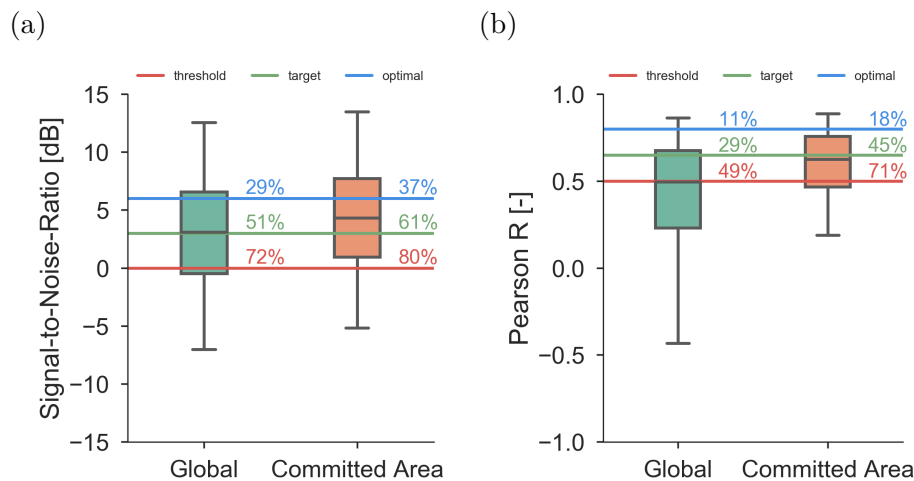 (a)
threshold target optimal
Signal-to-Noise-Ratio [dB]
15
10
5
0
−5
−10
−15
29% 37%
51% 61%
72% 80%
Global Committed Area
(b)
threshold target optimal
Pearson R [-]
1.0
0.5
0.0
−0.5
−1.0
11% 18%
29% 45%
49% 71%
Global Committed Area